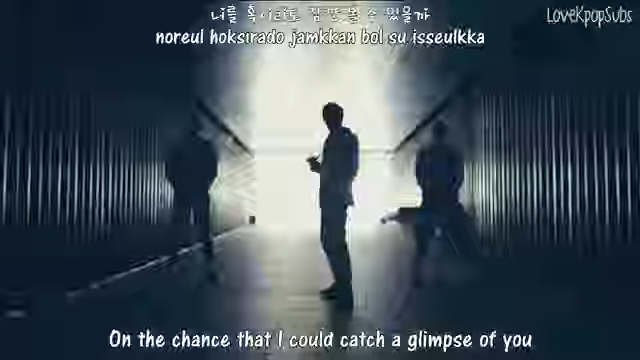 너를 혹이라도 잠깐 볼 수 있을까
LoveKpopSubs
noreul hoksirado jamkkan bol su isseulkka
On the chance that I could catch a glimpse of you